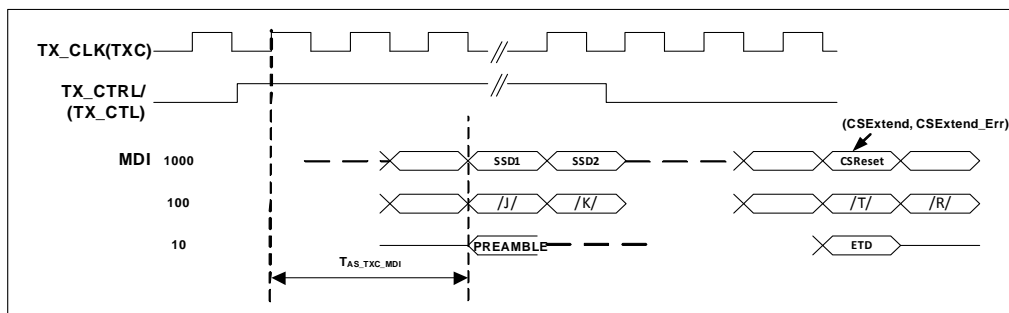 TX_CLK(TXC)
TX_CTRL/
(TX_CTL)
(CSExtend, CSExtend_Err)
MDI 1000 SSD1 SSD2 CSReset
100 /J/ /K/ /T/ /R/
10 PREAMBLE ETD
TAS_TXC_MDI